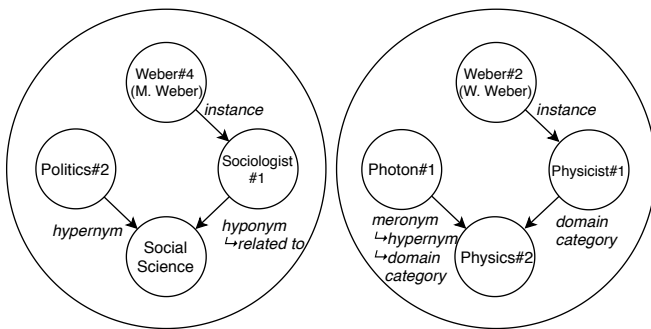 Weber#4
(M. Weber)
instance
Politics#2
Sociologist
#1
hypernym
hyponym
↳related to
Social
Science
Weber#2
(W. Weber)
instance
Photon#1
Physicist#1
meronym
↳hypernym
↳domain
category
domain
category
Physics#2